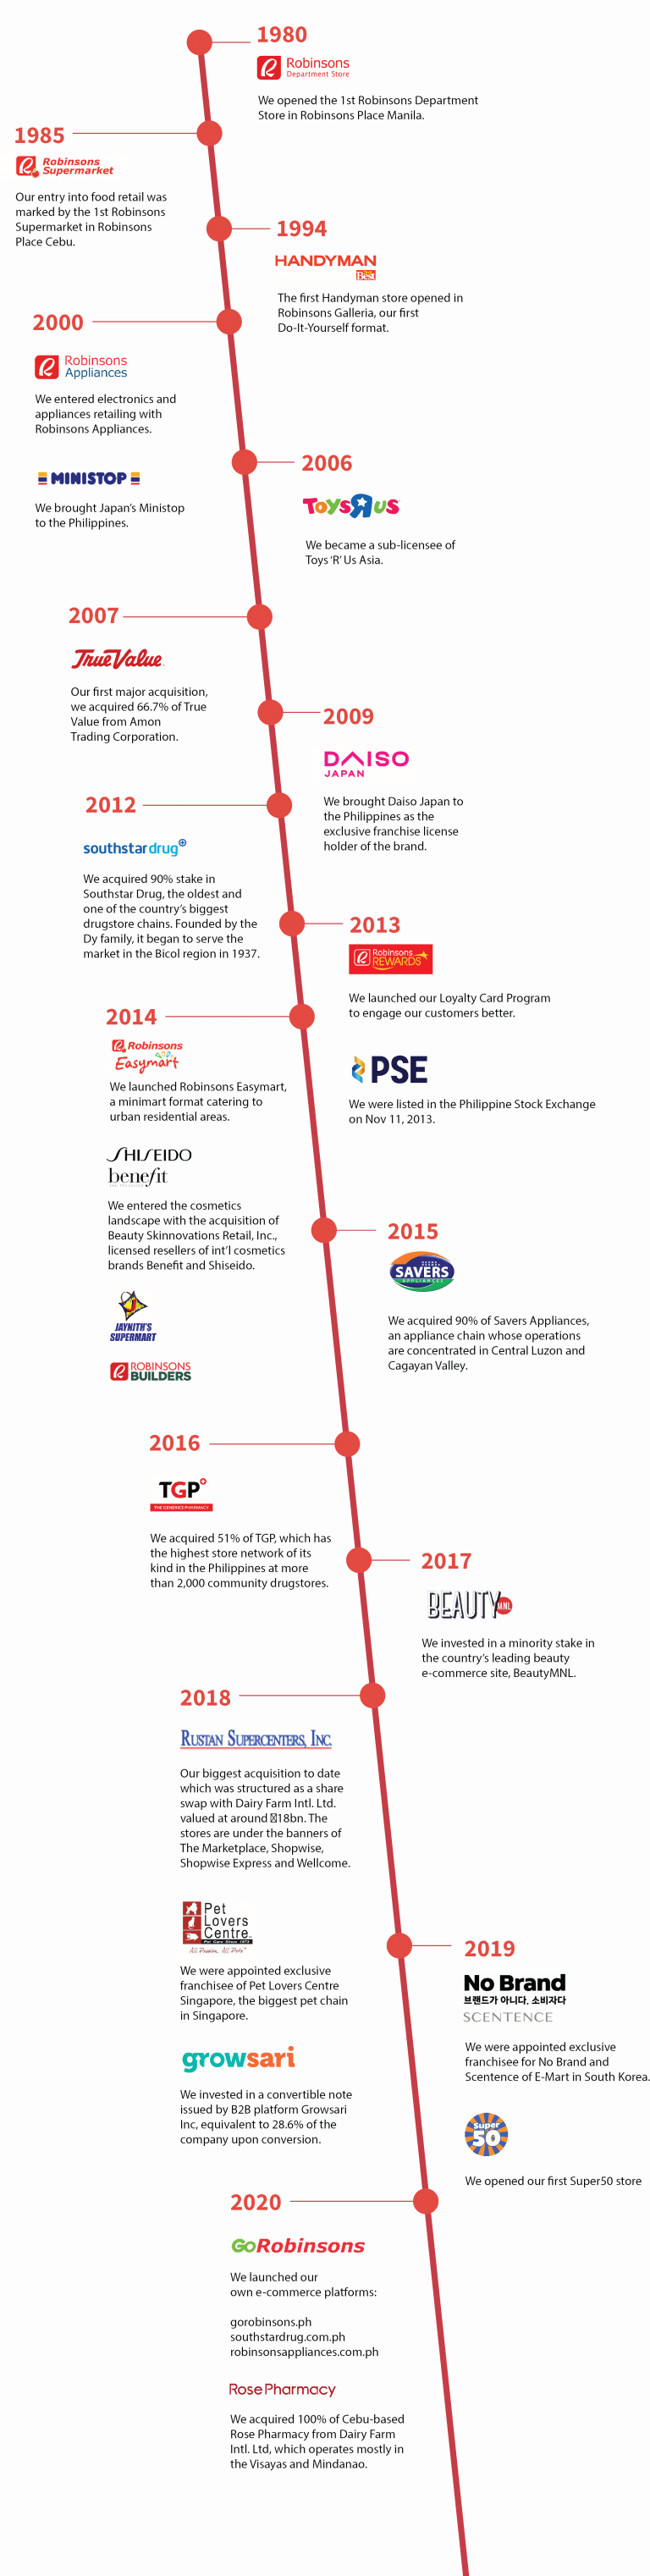 1980
Robinsons
Department Store
We opened the 1st Robinsons Department
Store in Robinsons Place Manila.
1985
Robinsons
Supermarket
Our entry into food retail was
marked by the 1st Robinsons
Supermarket in Robinsons
Place Cebu.
1994
HANDYMAN
Do it Best
The first Handyman store opened in
Robinsons Galleria, our first
Do-It-Yourself format.
2000
Robinsons
Appliances
We entered electronics and
appliances retailing with
Robinsons Appliances.
MINISTOP
We brought Japan's Ministop
to the Philippines.
2006
ToysЯus
We became a sub-licensee of
Toys 'R' Us Asia.
2007
True Value.
Our first major acquisition,
we acquired 66.7% of True
Value from Amon
Trading Corporation.
2009
DAISO
JAPAN
We brought Daiso Japan to
the Philippines as the
exclusive franchise license
holder of the brand.
2012
southstar drug
We acquired 90% stake in
Southstar Drug, the oldest and
one of the country's biggest
drugstore chains. Founded by the
Dy family, it began to serve the
market in the Bicol region in 1937.
2013
Robinsons
REWARDS
We launched our Loyalty Card Program
to engage our customers better.
PSE
We were listed in the Philippine Stock Exchange
on Nov 11, 2013.
2014
Robinsons
Easymart
We launched Robinsons Easymart,
a minimart format catering to
urban residential areas.
SHISEIDO
benefit
We entered the cosmetics
landscape with the acquisition of
Beauty Skinnovations Retail, Inc.,
licensed resellers of int'l cosmetics
brands Benefit and Shiseido.
JAYNITH'S
SUPERMART
ROBINSONS
BUILDERS
2015
SAVERS
APPLIANCES
We acquired 90% of Savers Appliances,
an appliance chain whose operations
are concentrated in Central Luzon and
Cagayan Valley.
2016
TGP
THE GENERICS PHARMACY
We acquired 51% of TGP, which has
the highest store network of its
kind in the Philippines at more
than 2,000 community drugstores.
2017
BEAUTY MNL
We invested in a minority stake in
the country's leading beauty
e-commerce site, BeautyMNL.
2018
RUSTAN SUPERCENTERS, INC.
Our biggest acquisition to date
which was structured as a share
swap with Dairy Farm Intl. Ltd.
valued at around 18bn. The
stores are under the banners of
The Marketplace, Shopwise,
Shopwise Express and Wellcome.
Pet
Lovers
Centre
Pet Care Since 1973
All Passion. All Pets
We were appointed exclusive
franchisee of Pet Lovers Centre
Singapore, the biggest pet chain
in Singapore.
growsari
We invested in a convertible note
issued by B2B platform Growsari
Inc, equivalent to 28.6% of the
company upon conversion.
2019
No Brand
브랜드가 아니다. 소비자다
SCENTENCE
We were appointed exclusive
franchisee for No Brand and
Scentence of E-Mart in South Korea.
Super
50
We opened our first Super50 store
2020
GoRobinsons
We launched our
own e-commerce platforms:
gorobinsons.ph
southstardrug.com.ph
robinsonsappliances.com.ph
Rose Pharmacy
We acquired 100% of Cebu-based
Rose Pharmacy from Dairy Farm
Intl. Ltd, which operates mostly in
the Visayas and Mindanao.